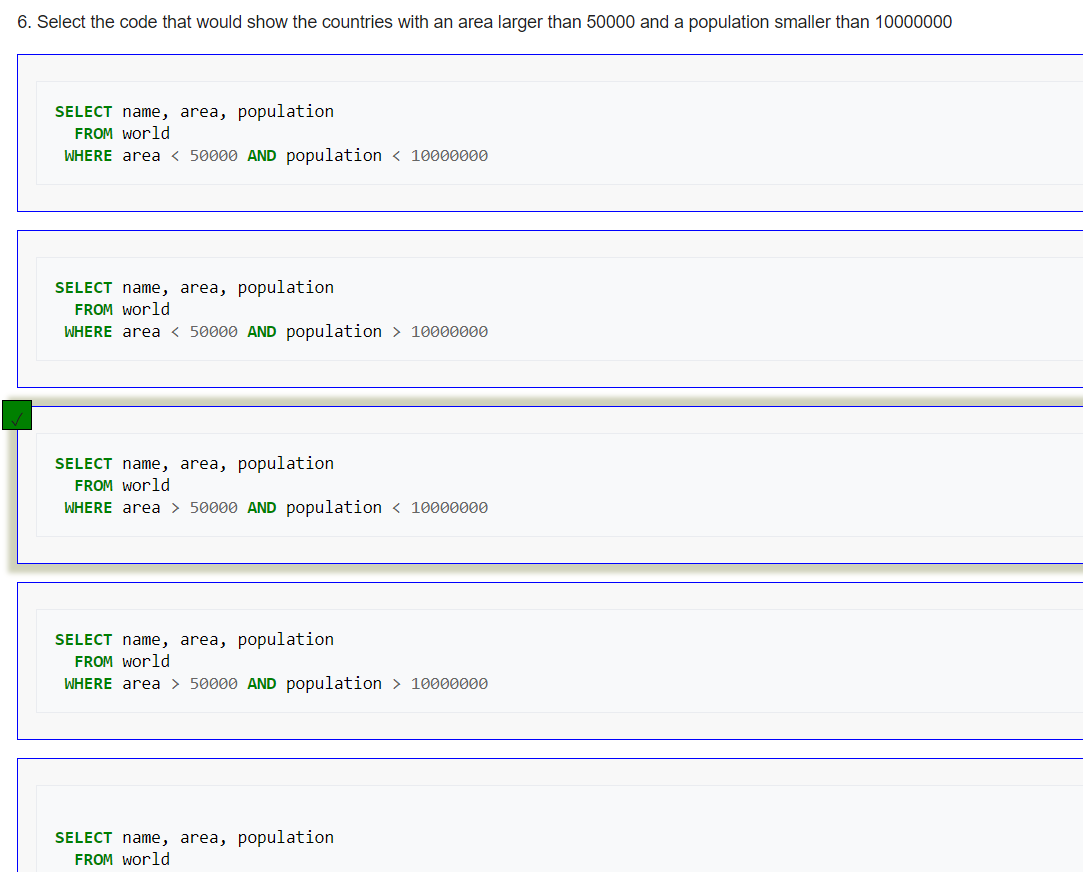 6. Select the code that would show the countries with an area larger than 50000 and a population smaller than 10000000
SELECT name, area, population
FROM world
WHERE area < 50000 AND population < 10000000
SELECT name, area, population
FROM world
WHERE area < 50000 AND population > 10000000
✓
SELECT name, area, population
FROM world
WHERE area > 50000 AND population < 10000000
SELECT name, area, population
FROM world
WHERE area > 50000 AND population > 10000000
SELECT name, area, population
FROM world